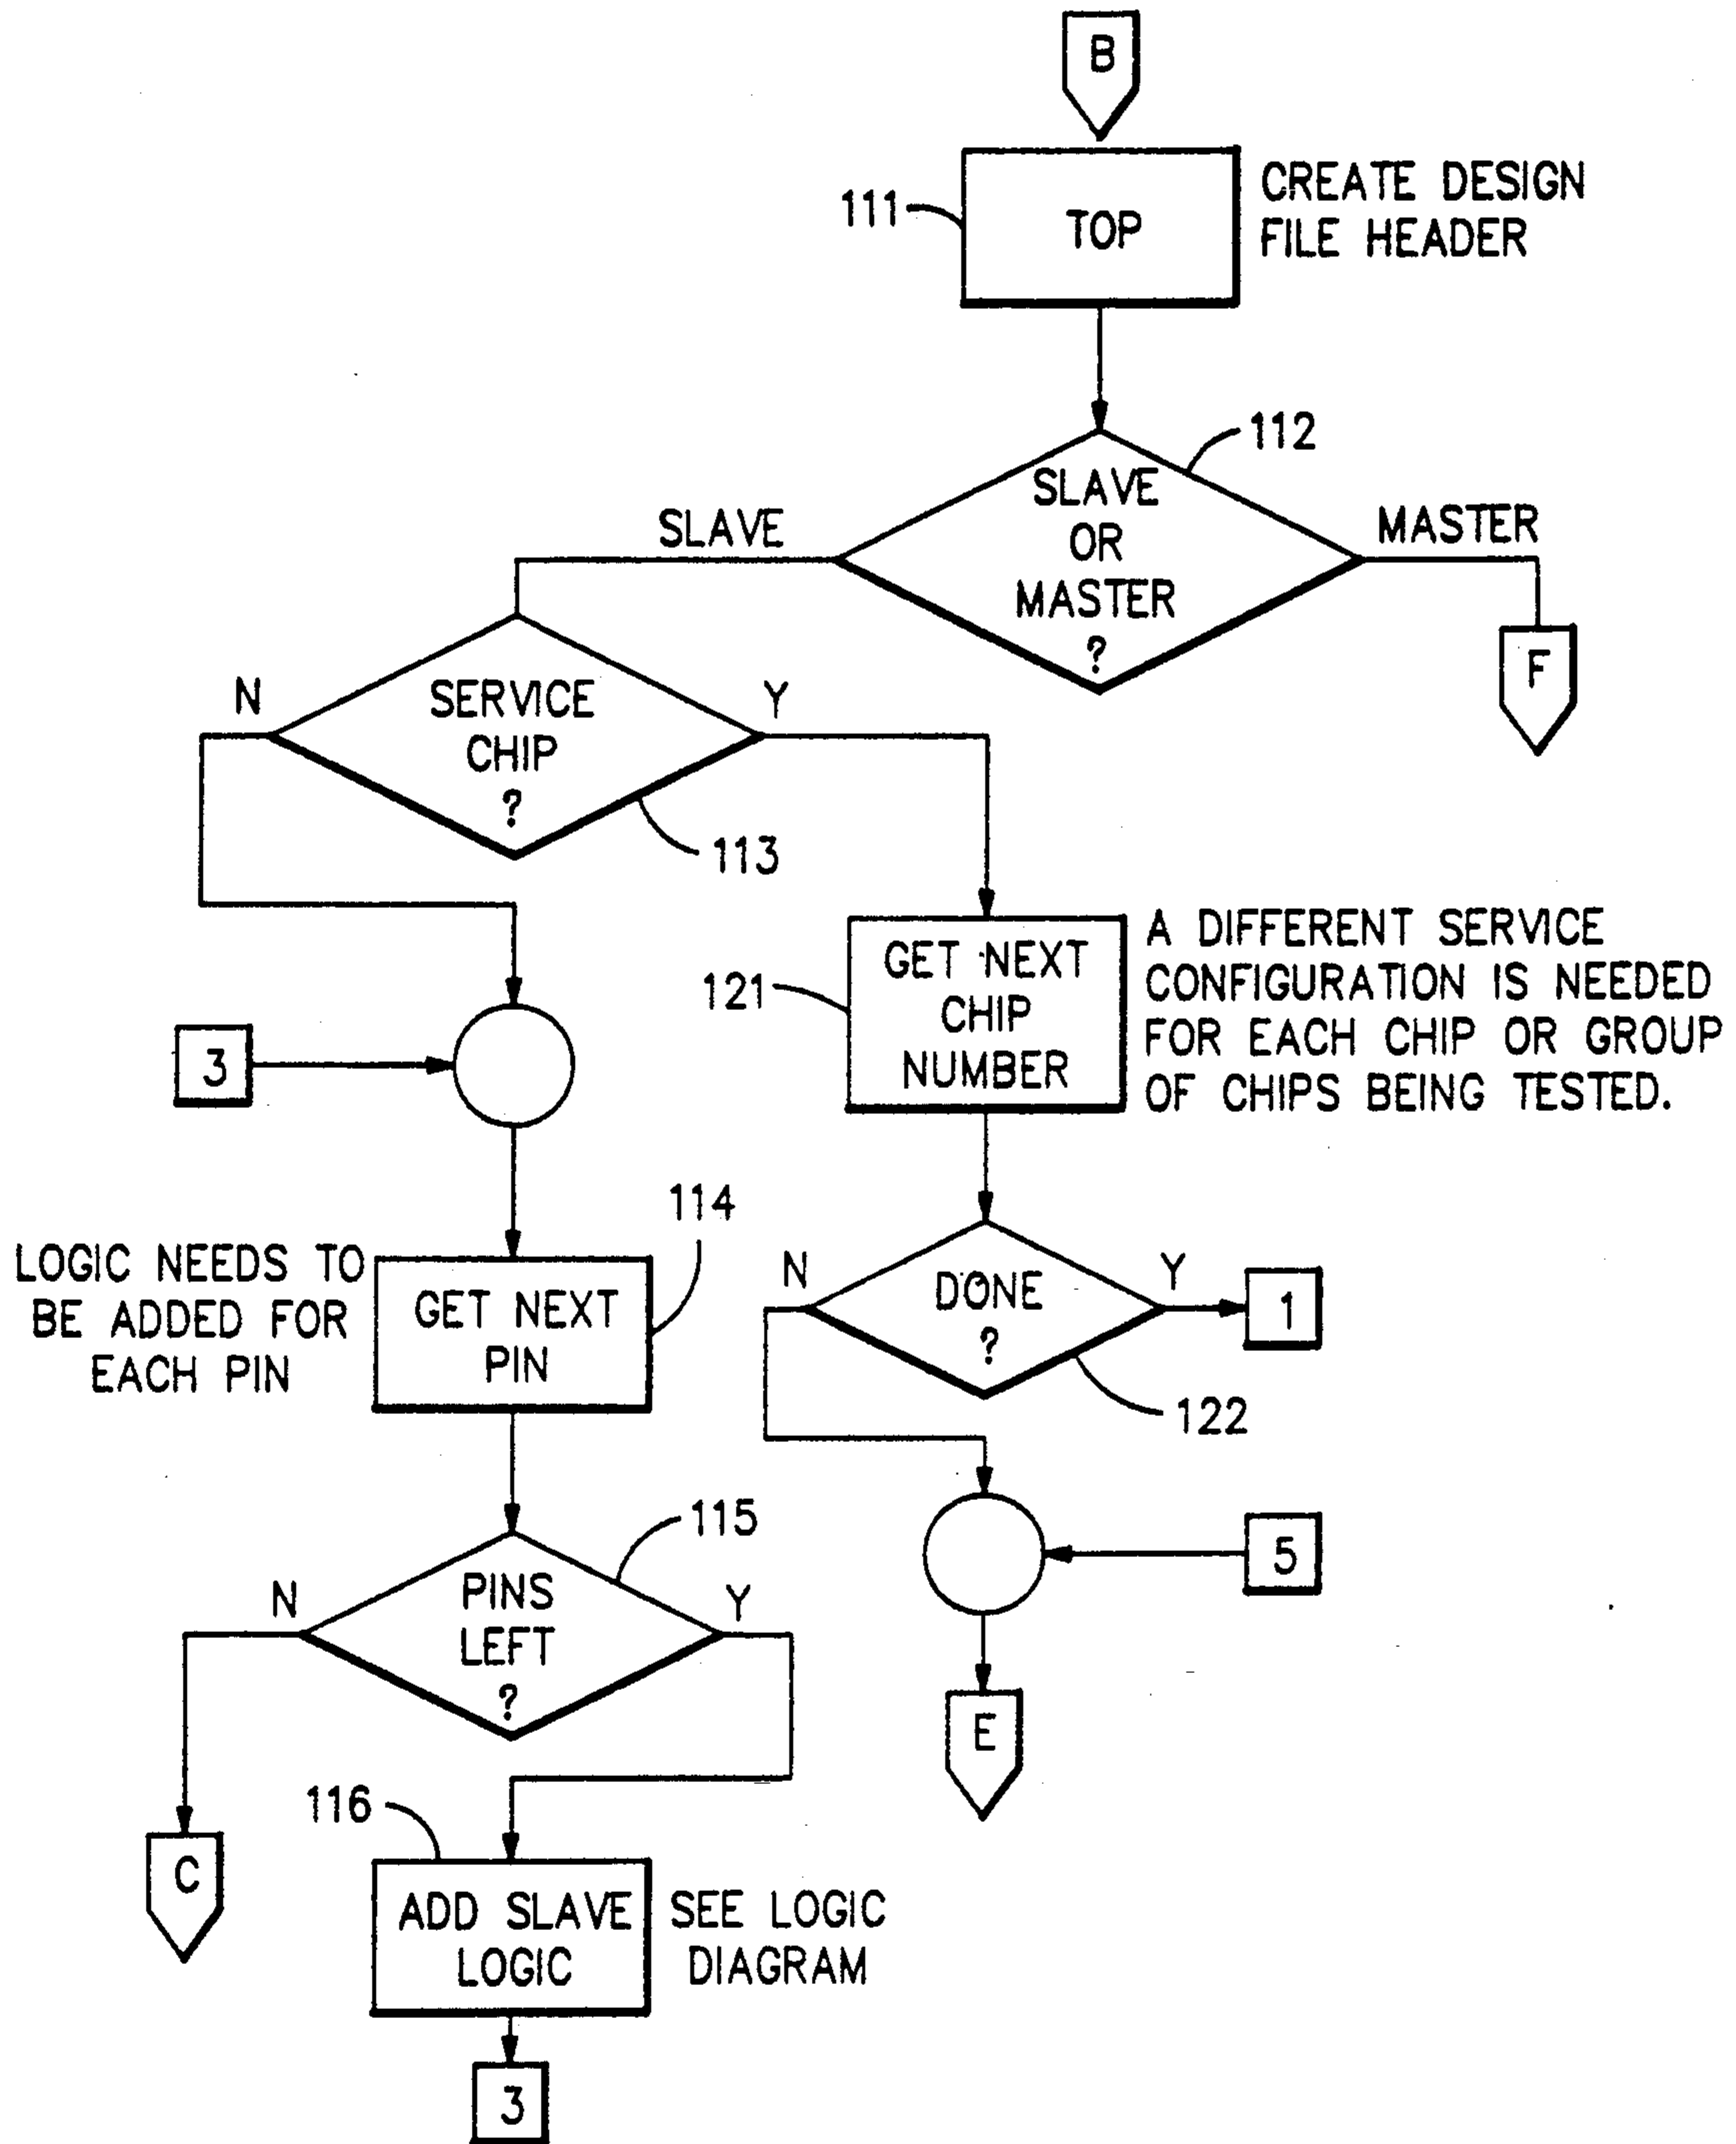 B
111
TOP
CREATE DESIGN
FILE HEADER
112
SLAVE
OR
MASTER
?
SLAVE
MASTER
F
N
SERVICE
CHIP
?
Y
113
3
121
GET NEXT
CHIP
NUMBER
A DIFFERENT SERVICE
CONFIGURATION IS NEEDED
FOR EACH CHIP OR GROUP
OF CHIPS BEING TESTED.
114
LOGIC NEEDS TO
BE ADDED FOR
EACH PIN
GET NEXT
PIN
N
DONE
?
Y
1
122
115
N
PINS
LEFT
?
Y
5
E
C
116
ADD SLAVE
LOGIC
SEE LOGIC
DIAGRAM
3